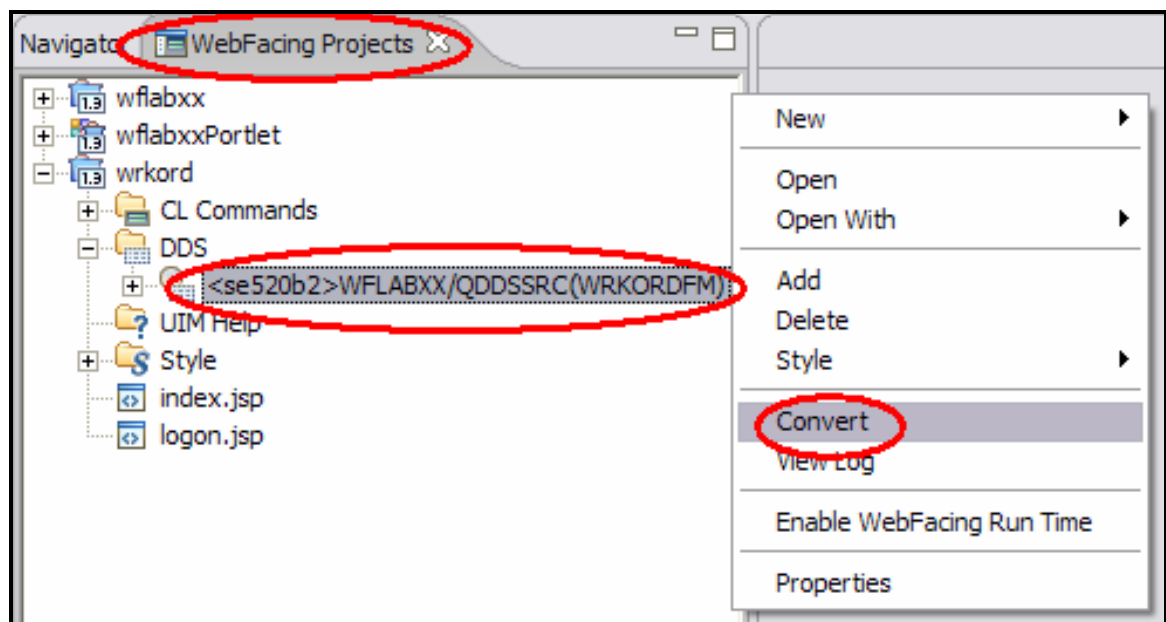 Navigato
WebFacing Projects
wflabxx
wflabxxPortlet
wrkord
CL Commands
DDS
<se520b2>WFLABXX/QDDSSRC(WRKORDFM)
UIM Help
Style
index.jsp
logon.jsp
New
Open
Open With
Add
Delete
Style
Convert
View Log
Enable WebFacing Run Time
Properties